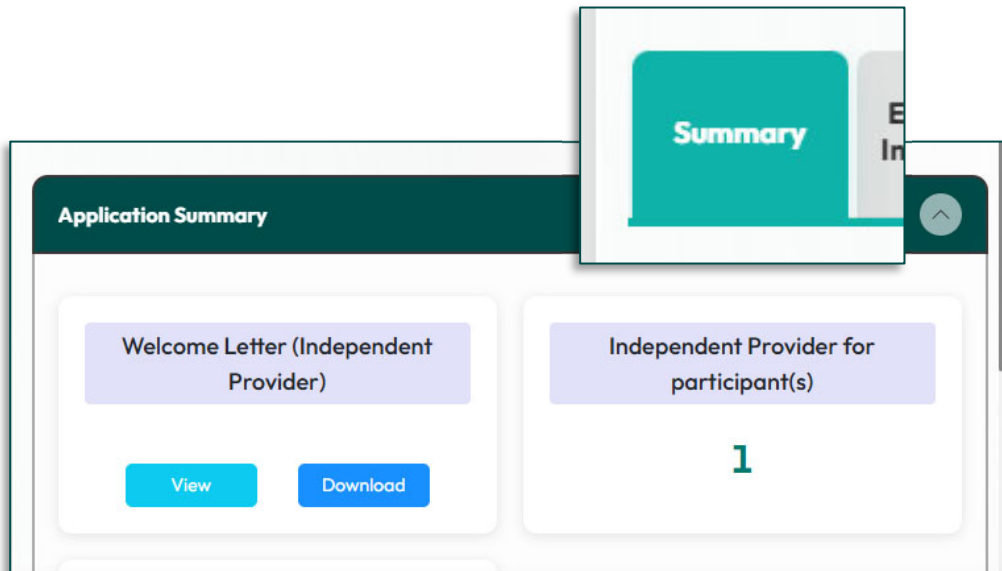 Summary
Application Summary
Welcome Letter (Independent
Provider)
View
Download
Independent Provider for
participant(s)
1